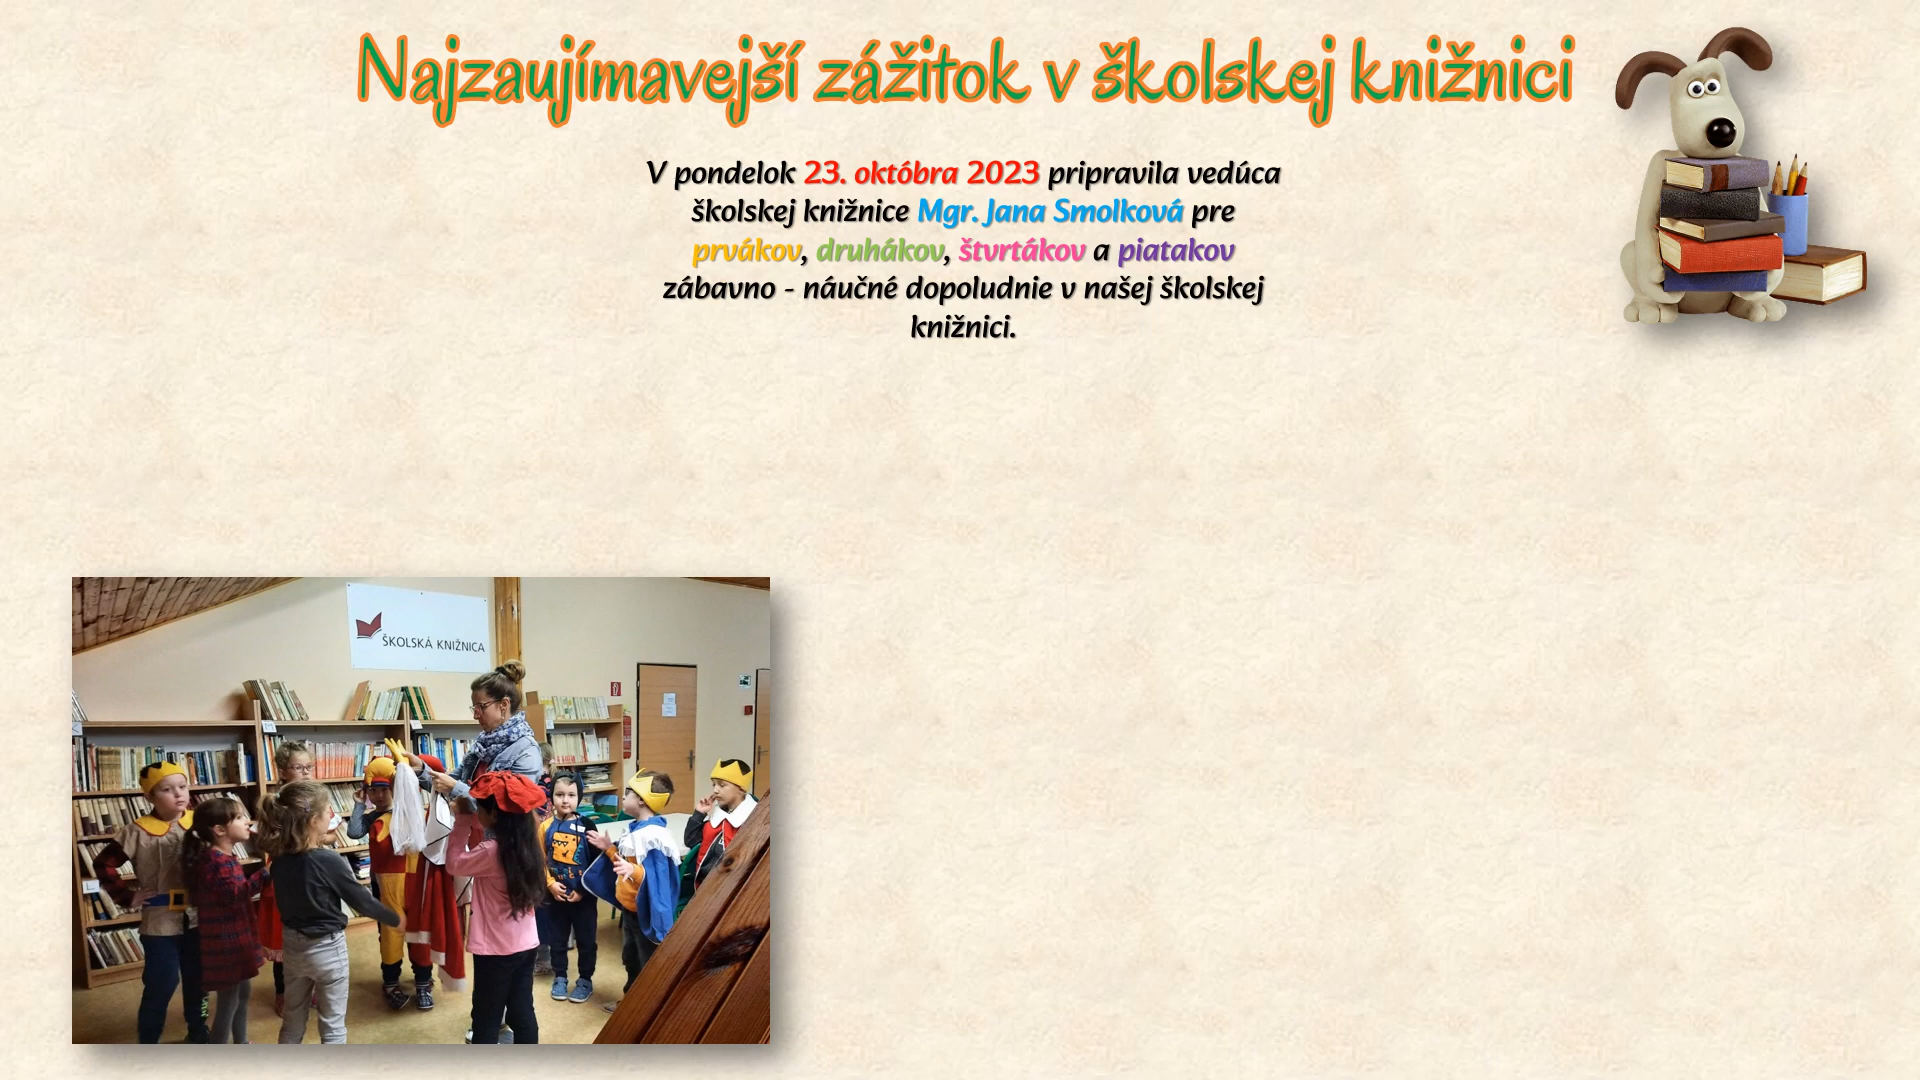 Najzaujímavejší zážitok v školskej knižnici
V pondelok 23. októbra 2023 pripravila vedúca
školskej knižnice Mgr. Jana Smolková pre
prvákov, druhákov, štvrtákov a piatakov
zábavno - náučné dopoludnie v našej školskej
knižnici.
ŠKOLSKÁ KNIŽNICA